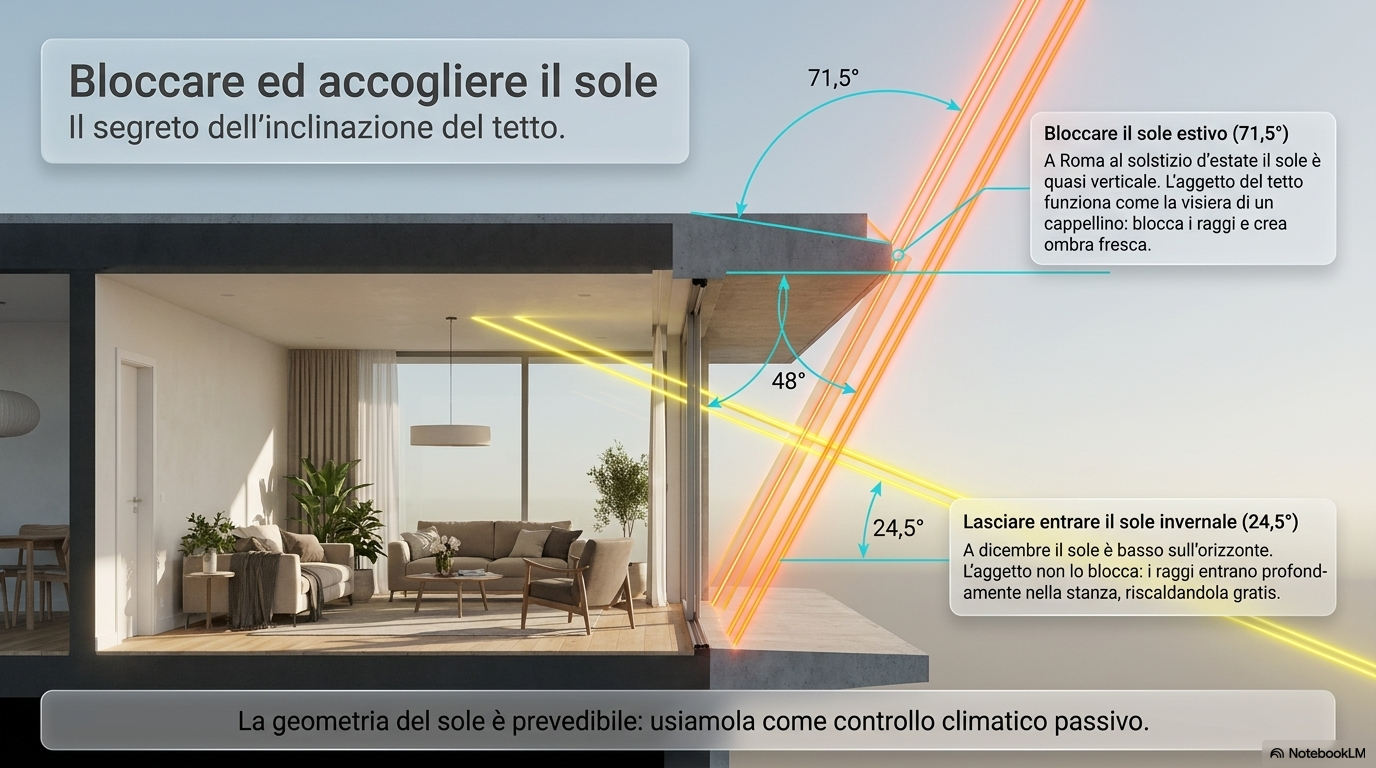 Bloccare ed accogliere il sole
Il segreto dell'inclinazione del tetto.
71,5°
Bloccare il sole estivo (71,5°)
A Roma al solstizio d'estate il sole è
quasi verticale. L'aggetto del tetto
funziona come la visiera di un
cappellino: blocca i raggi e crea
ombra fresca.
48°
24,5°
Lasciare entrare il sole invernale (24,5°)
A dicembre il sole è basso sull'orizzonte.
L'aggetto non lo blocca: i raggi entrano profond-
amente nella stanza, riscaldandola gratis.
La geometria del sole è prevedibile: usiamola come controllo climatico passivo.
NotebookLM